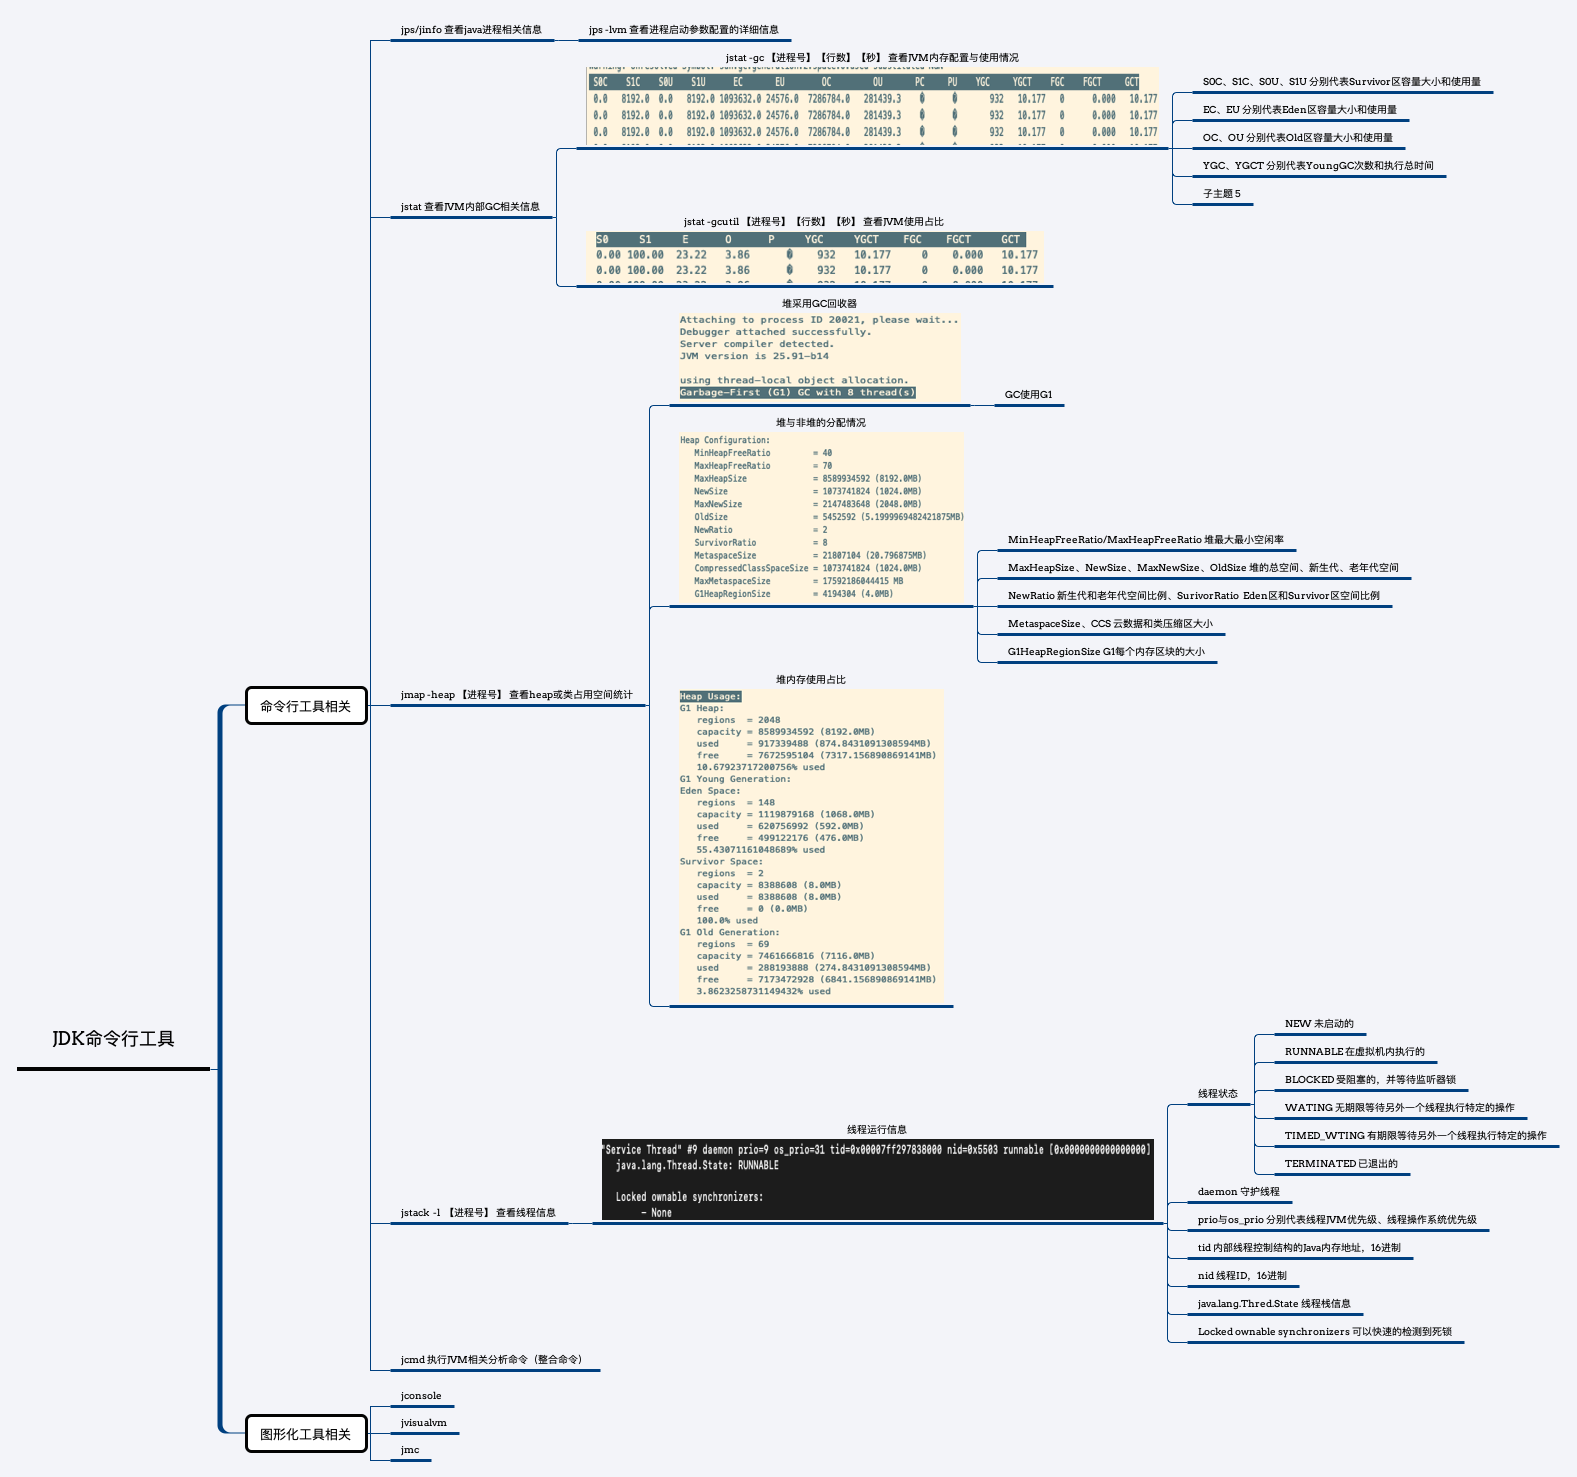 JDK命令行工具
命令行工具相关
jps/jinfo 查看java进程相关信息
jps -lvm 查看进程启动参数配置的详细信息
jstat 查看JVM内部GC相关信息
jstat -gc 【进程号】【行数】【秒】 查看JVM内存配置与使用情况
S0C S1C S0U S1U EC EU OC OU PC PU YGC YGCT FGC FGCT GCT
0.0 8192.0 0.0 8192.0 1093632.0 24576.0 7286784.0 281439.3 � � 932 10.177 0 0.000 10.177
0.0 8192.0 0.0 8192.0 1093632.0 24576.0 7286784.0 281439.3 � � 932 10.177 0 0.000 10.177
0.0 8192.0 0.0 8192.0 1093632.0 24576.0 7286784.0 281439.3 � � 932 10.177 0 0.000 10.177
S0C、S1C、S0U、S1U 分别代表Survivor区容量大小和使用量
EC、EU 分别代表Eden区容量大小和使用量
OC、OU 分别代表Old区容量大小和使用量
YGC、YGCT 分别代表YoungGC次数和执行总时间
子主题 5
jstat -gcutil 【进程号】【行数】【秒】 查看JVM使用占比
S0 S1 E O P YGC YGCT FGC FGCT GCT
0.00 100.00 23.22 3.86 � 932 10.177 0 0.000 10.177
0.00 100.00 23.22 3.86 � 932 10.177 0 0.000 10.177
jmap -heap 【进程号】 查看heap或类占用空间统计
堆采用GC回收器
Attaching to process ID 20021, please wait...
Debugger attached successfully.
Server compiler detected.
JVM version is 25.91-b14
using thread-local object allocation.
Garbage-First (G1) GC with 8 thread(s)
GC使用G1
堆与非堆的分配情况
Heap Configuration:
MinHeapFreeRatio = 40
MaxHeapFreeRatio = 70
MaxHeapSize = 8589934592 (8192.0MB)
NewSize = 1073741824 (1024.0MB)
MaxNewSize = 2147483648 (2048.0MB)
OldSize = 5452592 (5.1999969482421875MB)
NewRatio = 2
SurvivorRatio = 8
MetaspaceSize = 21807104 (20.796875MB)
CompressedClassSpaceSize = 1073741824 (1024.0MB)
MaxMetaspaceSize = 17592186044415 MB
G1HeapRegionSize = 4194304 (4.0MB)
MinHeapFreeRatio/MaxHeapFreeRatio 堆最大最小空闲率
MaxHeapSize、NewSize、MaxNewSize、OldSize 堆的总空间、新生代、老年代空间
NewRatio 新生代和老年代空间比例、SurivorRatio Eden区和Survivor区空间比例
MetaspaceSize、CCS 云数据和类压缩区大小
G1HeapRegionSize G1每个内存区块的大小
堆内存使用占比
Heap Usage:
G1 Heap:
regions = 2048
capacity = 8589934592 (8192.0MB)
used = 917339488 (874.8431091308594MB)
free = 7672595104 (7317.156890869141MB)
10.67923717200756% used
G1 Young Generation:
Eden Space:
regions = 148
capacity = 1119879168 (1068.0MB)
used = 620756992 (592.0MB)
free = 499122176 (476.0MB)
55.43071161048689% used
Survivor Space:
regions = 2
capacity = 8388608 (8.0MB)
used = 8388608 (8.0MB)
free = 0 (0.0MB)
100.0% used
G1 Old Generation:
regions = 69
capacity = 7461666816 (7116.0MB)
used = 288193888 (274.8431091308594MB)
free = 7173472928 (6841.156890869141MB)
3.8623258731149432% used
jstack -l 【进程号】 查看线程信息
线程运行信息
"Service Thread" #9 daemon prio=9 os_prio=31 tid=0x00007ff297838000 nid=0x5503 runnable [0x0000000000000000]
java.lang.Thread.State: RUNNABLE
Locked ownable synchronizers:
- None
线程状态
NEW 未启动的
RUNNABLE 在虚拟机内执行的
BLOCKED 受阻塞的，并等待监听器锁
WATING 无期限等待另外一个线程执行特定的操作
TIMED_WTING 有期限等待另外一个线程执行特定的操作
TERMINATED 已退出的
daemon 守护线程
prio与os_prio 分别代表线程JVM优先级、线程操作系统优先级
tid 内部线程控制结构的Java内存地址，16进制
nid 线程ID，16进制
java.lang.Thred.State 线程栈信息
Locked ownable synchronizers 可以快速的检测到死锁
jcmd 执行JVM相关分析命令（整合命令）
图形化工具相关
jconsole
jvisualvm
jmc